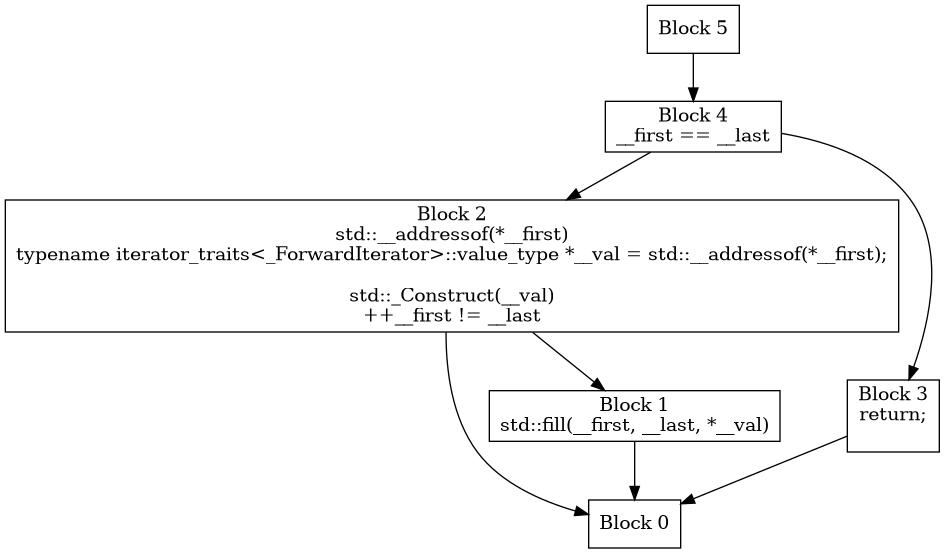 Block 5
Block 4
__first == __last
Block 2
std::__addressof(*__first)
typename iterator_traits<_ForwardIterator>::value_type *__val = std::__addressof(*__first);
std::_Construct(__val)
++__first != __last
Block 1
std::fill(__first, __last, *__val)
Block 3
return;
Block 0